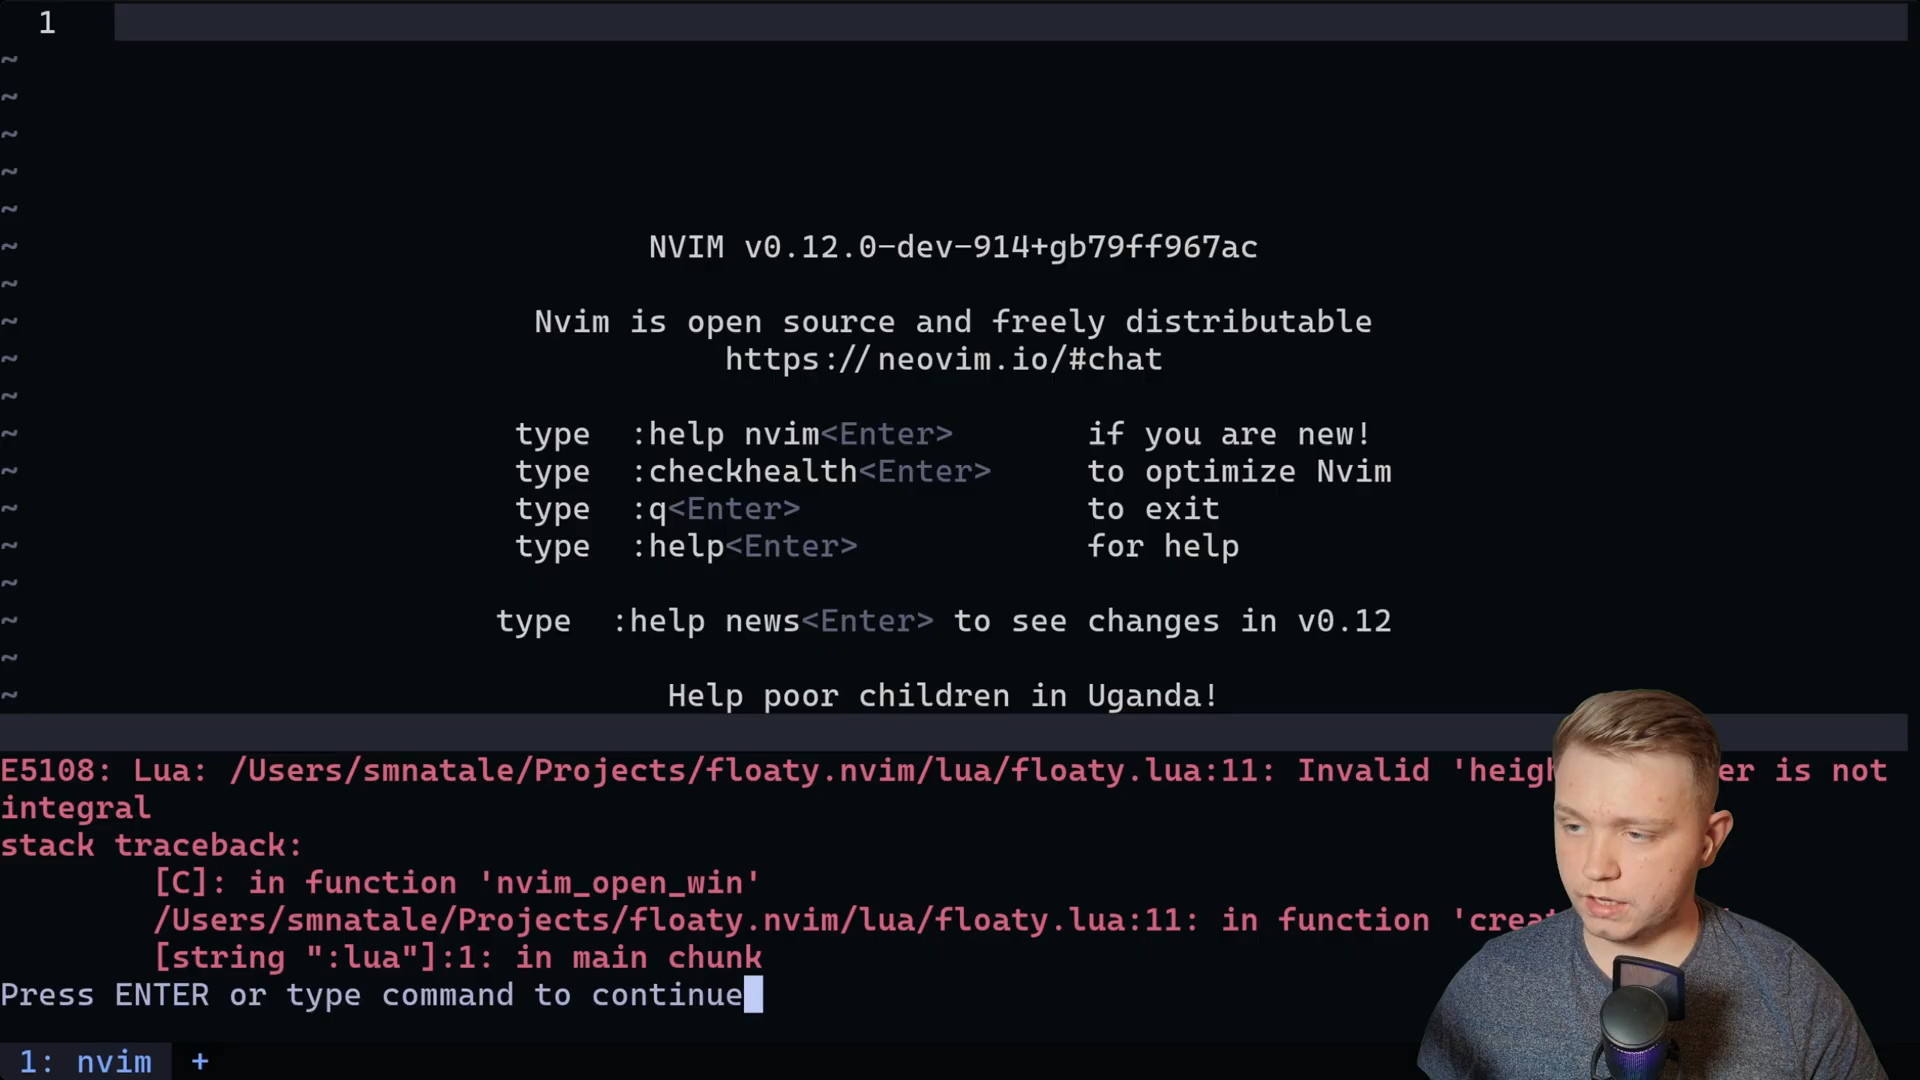 1
~
~
~
~
~
~ NVIM v0.12.0-dev-914+gb79ff967ac
~
~ Nvim is open source and freely distributable
~ https://neovim.io/#chat
~
~ type :help nvim<Enter> if you are new!
~ type :checkhealth<Enter> to optimize Nvim
~ type :q<Enter> to exit
~ type :help<Enter> for help
~
~ type :help news<Enter> to see changes in v0.12
~
~ Help poor children in Uganda!
E5108: Lua: /Users/smnatale/Projects/floaty.nvim/lua/floaty.lua:11: Invalid 'heigh er is not
integral
stack traceback:
[C]: in function 'nvim_open_win'
/Users/smnatale/Projects/floaty.nvim/lua/floaty.lua:11: in function 'creat
[string ":lua"]:1: in main chunk
Press ENTER or type command to continue
1: nvim +